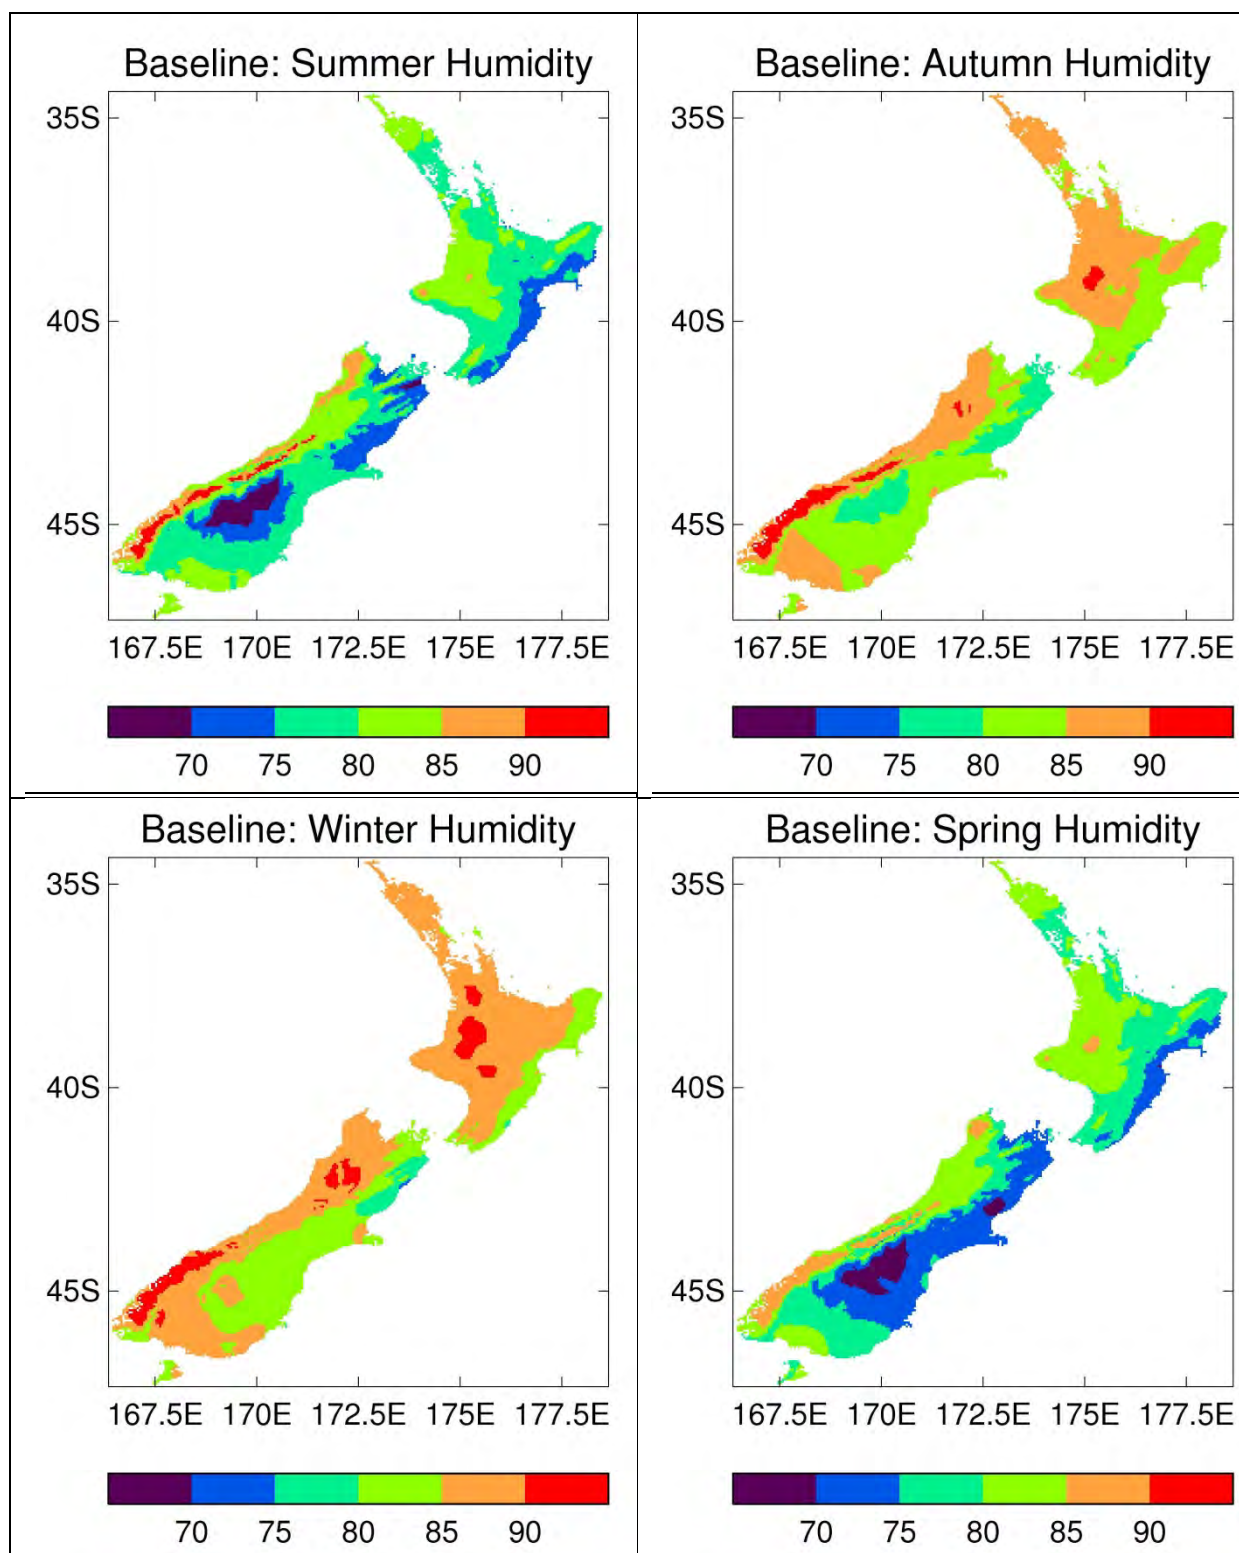 Baseline: Summer Humidity
35S
40S
45S
167.5E 170E 172.5E 175E 177.5E
70 75 80 85 90
Baseline: Autumn Humidity
35S
40S
45S
167.5E 170E 172.5E 175E 177.5E
70 75 80 85 90
Baseline: Winter Humidity
35S
40S
45S
167.5E 170E 172.5E 175E 177.5E
70 75 80 85 90
Baseline: Spring Humidity
35S
40S
45S
167.5E 170E 172.5E 175E 177.5E
70 75 80 85 90